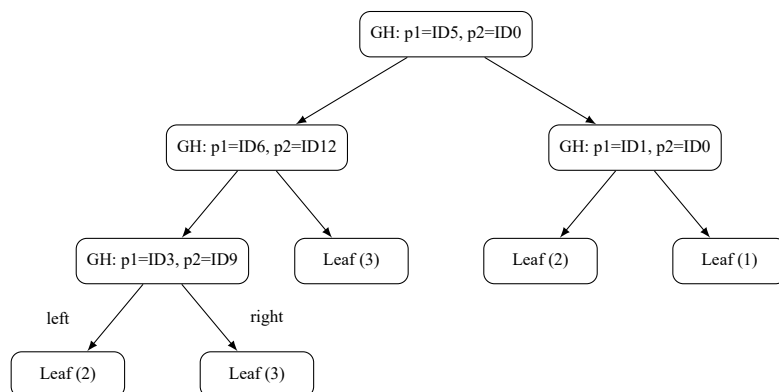 GH: p1=ID5, p2=ID0
GH: p1=ID6, p2=ID12
GH: p1=ID1, p2=ID0
GH: p1=ID3, p2=ID9
Leaf (3)
Leaf (2)
Leaf (1)
left
right
Leaf (2)
Leaf (3)